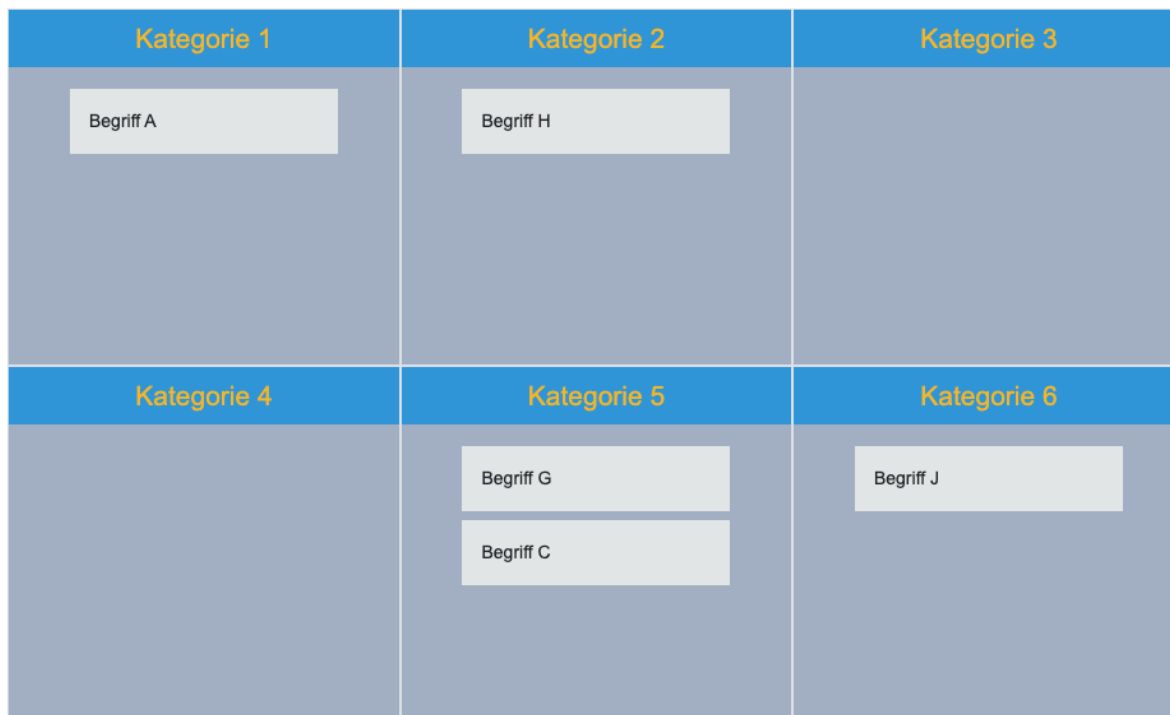 Kategorie 1
Kategorie 2
Kategorie 3
Begriff A
Begriff H
Kategorie 4
Kategorie 5
Kategorie 6
Begriff G
Begriff J
Begriff C